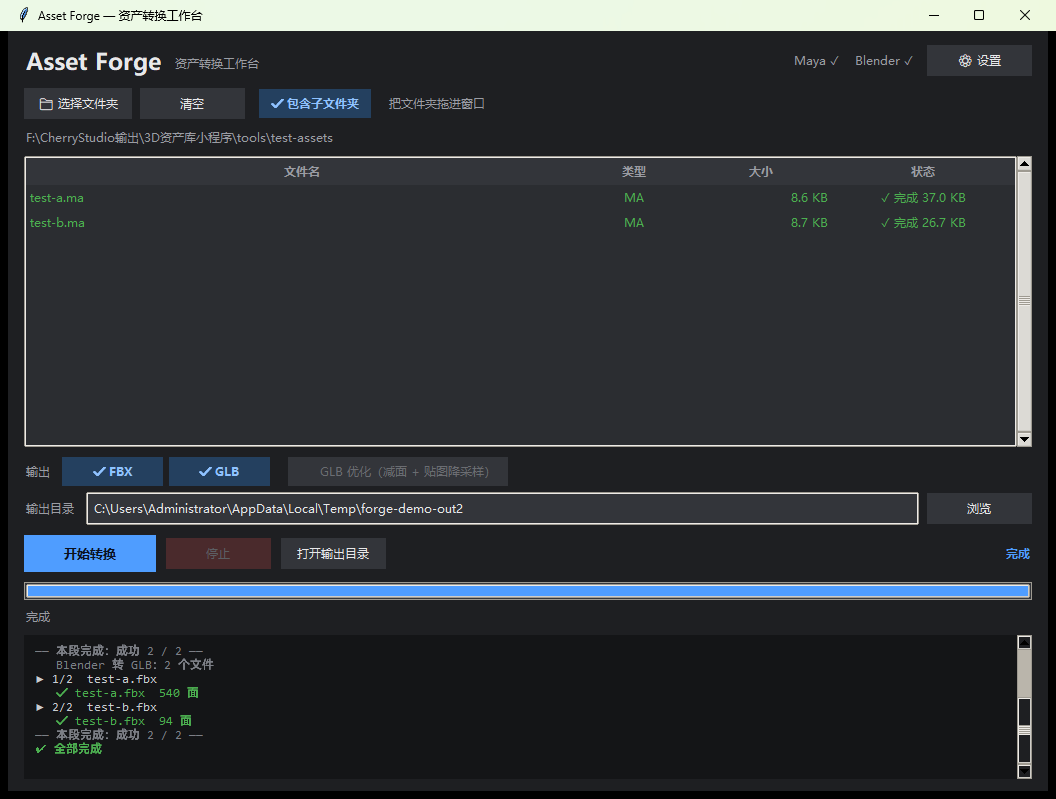 Asset Forge — 资产转换工作台
Asset Forge 资产转换工作台 Maya ✓ Blender ✓ 设置
选择文件夹 清空 ✓ 包含子文件夹 把文件夹拖进窗口
F:\CherryStudio输出\3D资产库小程序\tools\test-assets
文件名 类型 大小 状态
test-a.ma MA 8.6 KB ✓ 完成 37.0 KB
test-b.ma MA 8.7 KB ✓ 完成 26.7 KB
输出 ✓ FBX ✓ GLB GLB 优化（减面 + 贴图降采样）
输出目录 C:\Users\Administrator\AppData\Local\Temp\forge-demo-out2 浏览
开始转换 停止 打开输出目录 完成
完成
── 本段完成：成功 2 / 2 ──
Blender 转 GLB：2 个文件
▶ 1/2 test-a.fbx
✓ test-a.fbx 540 面
▶ 2/2 test-b.fbx
✓ test-b.fbx 94 面
── 本段完成：成功 2 / 2 ──
✔ 全部完成